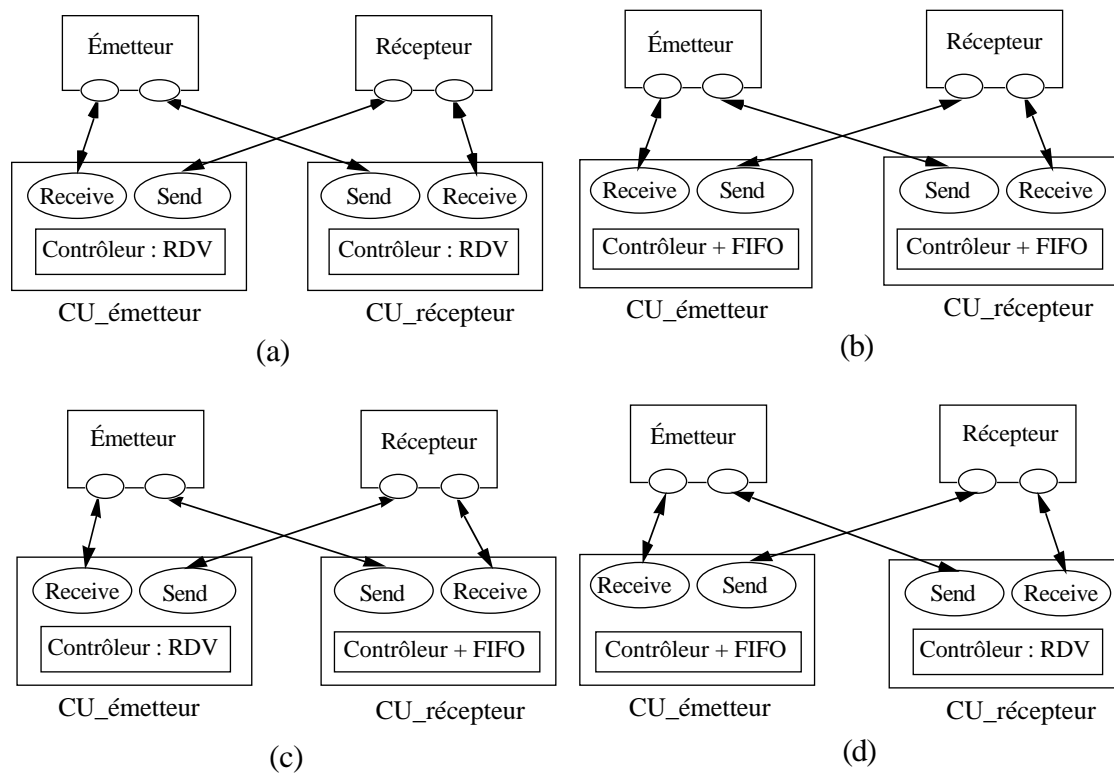 Émetteur
Récepteur
Receive
Send
Send
Receive
Contrôleur : RDV
Contrôleur : RDV
CU_émetteur
CU_récepteur
(a)
Émetteur
Récepteur
Receive
Send
Send
Receive
Contrôleur + FIFO
Contrôleur + FIFO
CU_émetteur
CU_récepteur
(b)
Émetteur
Récepteur
Receive
Send
Send
Receive
Contrôleur : RDV
Contrôleur + FIFO
CU_émetteur
CU_récepteur
(c)
Émetteur
Récepteur
Receive
Send
Send
Receive
Contrôleur + FIFO
Contrôleur : RDV
CU_émetteur
CU_récepteur
(d)